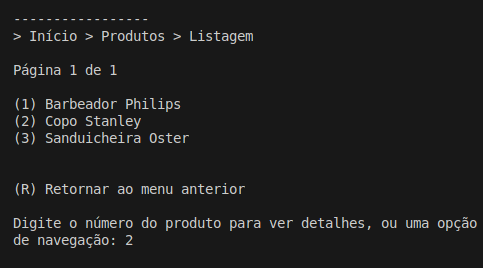 -----------------
> Início > Produtos > Listagem
Página 1 de 1
(1) Barbeador Philips
(2) Copo Stanley
(3) Sanduicheira Oster
(R) Retornar ao menu anterior
Digite o número do produto para ver detalhes, ou uma opção
de navegação: 2